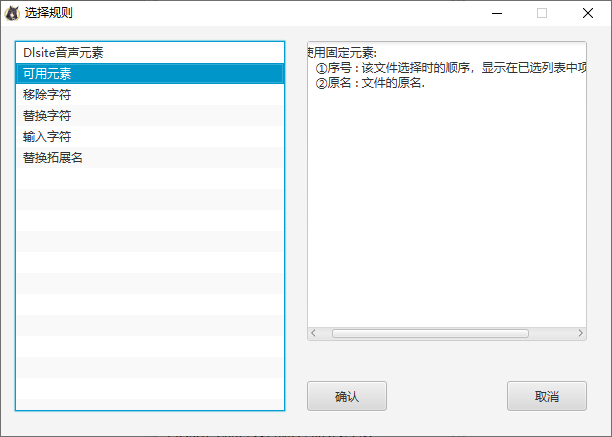 选择规则
Dlsite音声元素
可用元素
移除字符
替换字符
输入字符
替换拓展名
使用固定元素:
①序号 : 该文件选择时的顺序，显示在已选列表中项
②原名 : 文件的原名.
确认
取消